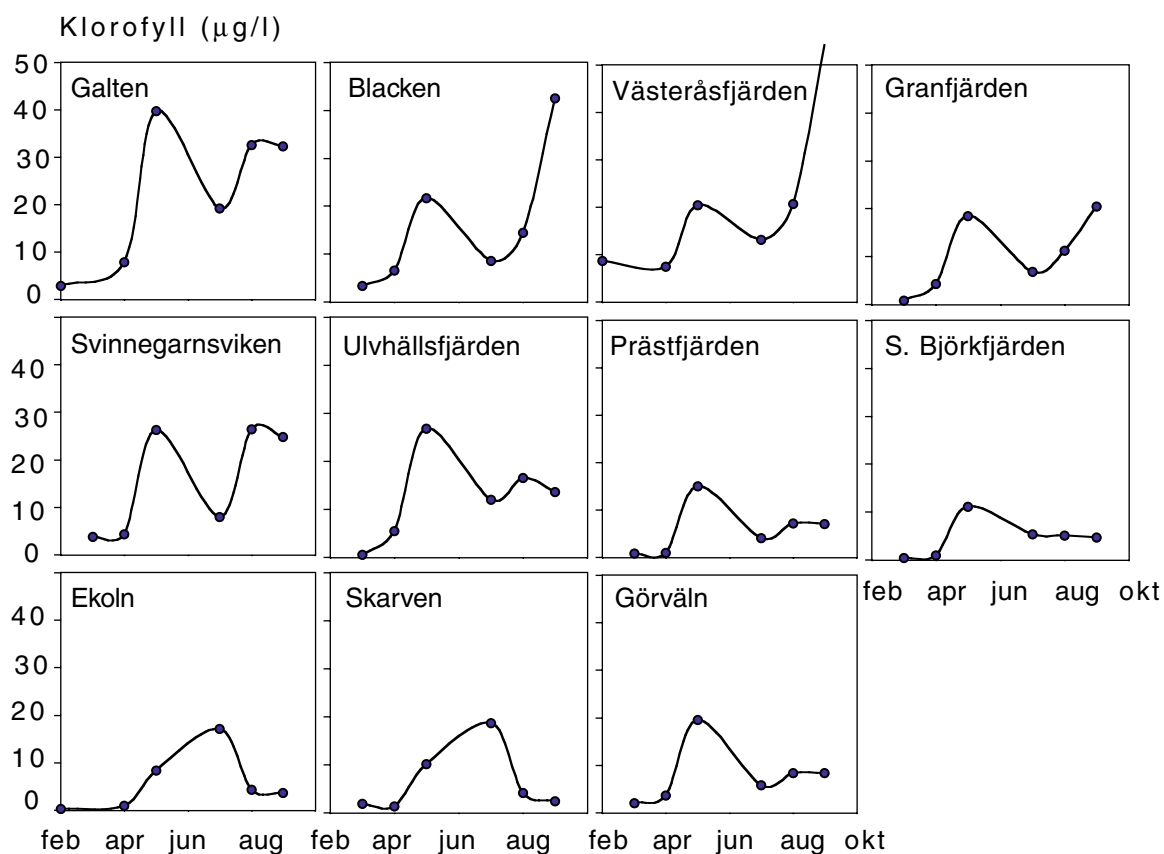 Klorofyll (µg/l)
50
40
30
20
10
0
Galten
Blacken
Västeråsfjärden
Granfjärden
40
30
20
10
0
Svinnegarnsviken
Ulvhällsfjärden
Prästfjärden
S. Björkfjärden
feb apr jun aug okt
40
30
20
10
0
Ekoln
Skarven
Görväln
feb apr jun aug feb apr jun aug feb apr jun aug okt